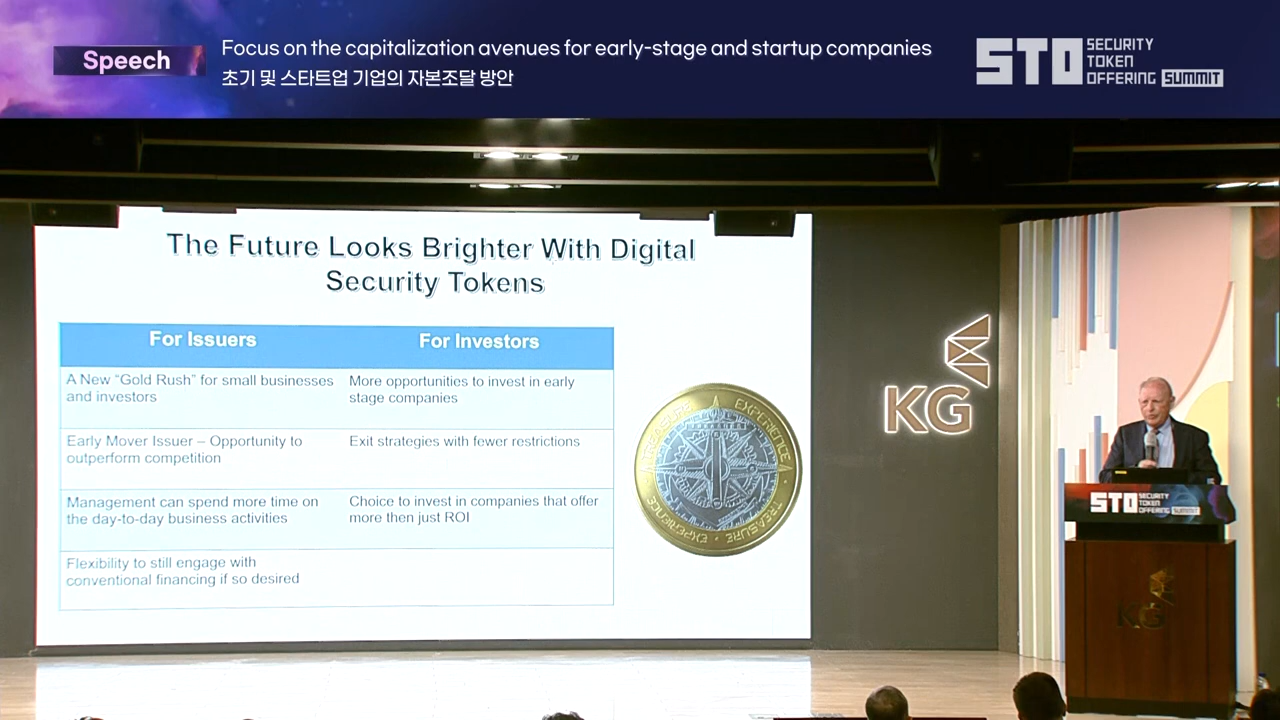 Speech
Focus on the capitalization avenues for early-stage and startup companies
초기 및 스타트업 기업의 자본조달 방안
STO
SECURITY
TOKEN
OFFERING SUMMIT
The Future Looks Brighter With Digital
Security Tokens
For Issuers
For Investors
A New “Gold Rush” for small businesses
and investors
More opportunities to invest in early
stage companies
Early Mover Issuer – Opportunity to
outperform competition
Exit strategies with fewer restrictions
Management can spend more time on
the day-to-day business activities
Choice to invest in companies that offer
more then just ROI
Flexibility to still engage with
conventional financing if so desired
TREASURE EXPERIENCE
TREASURE EXPERIENCE
KG
STO
SECURITY
TOKEN
OFFERING SUMMIT
KG